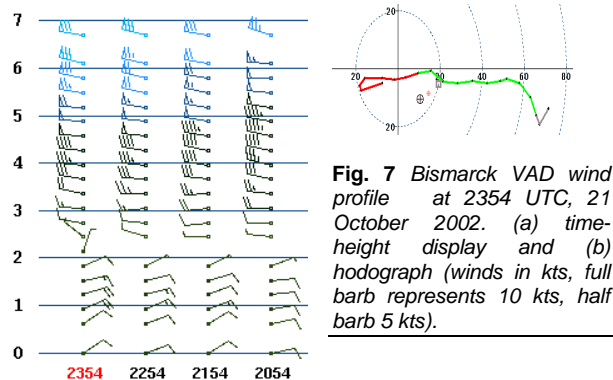 7
6
5
4
3
2
1
0
2354 2254 2154 2054
20
20
20 40 60 80
20
Fig. 7 Bismarck VAD wind
profile at 2354 UTC, 21
October 2002. (a) time-
height display and (b)
hodograph (winds in kts, full
barb represents 10 kts, half
barb 5 kts).